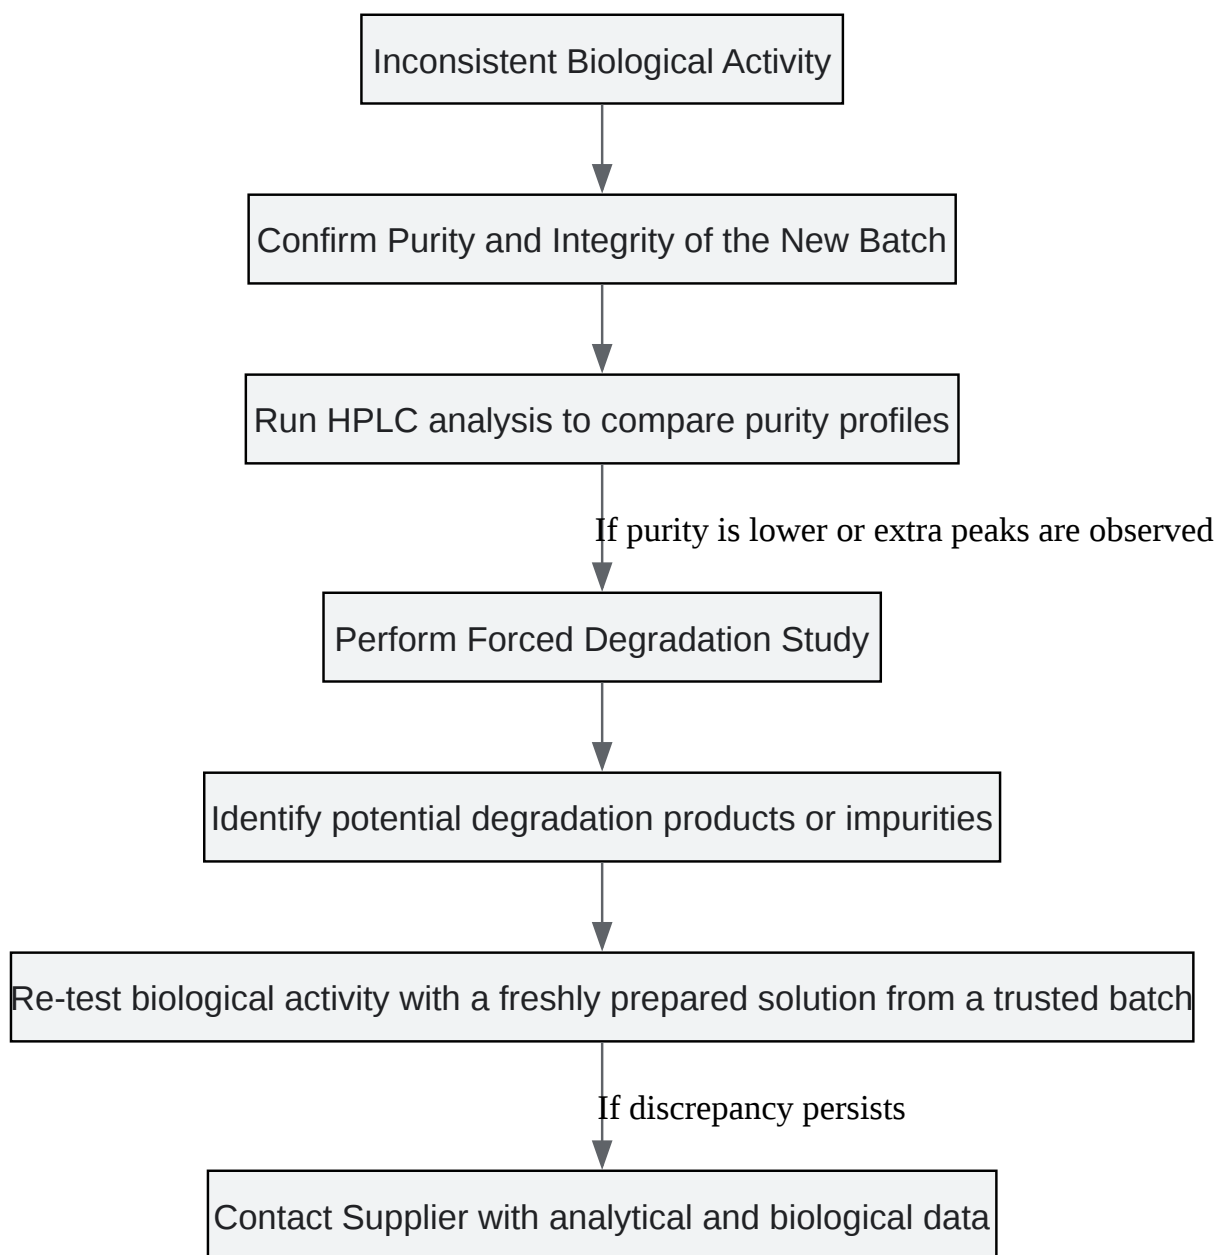 Inconsistent Biological Activity
Confirm Purity and Integrity of the New Batch
Run HPLC analysis to compare purity profiles
If purity is lower or extra peaks are observed
Perform Forced Degradation Study
Identify potential degradation products or impurities
Re-test biological activity with a freshly prepared solution from a trusted batch
If discrepancy persists
Contact Supplier with analytical and biological data